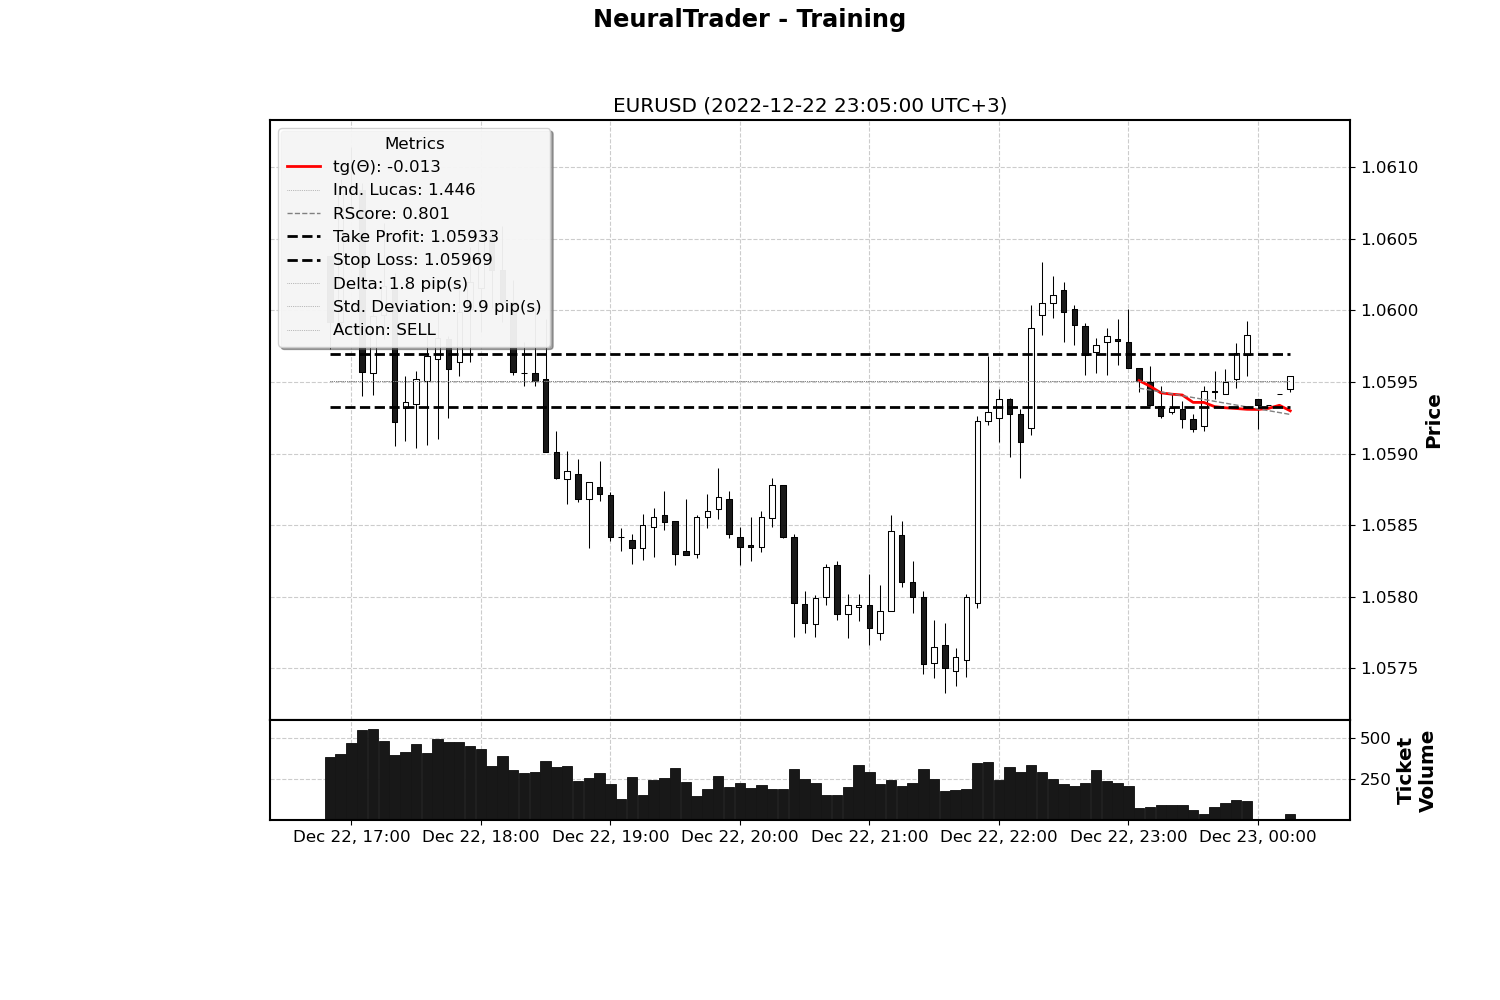 NeuralTrader - Training
EURUSD (2022-12-22 23:05:00 UTC+3)
Metrics
tg(Θ): -0.013
Ind. Lucas: 1.446
RScore: 0.801
Take Profit: 1.05933
Stop Loss: 1.05969
Delta: 1.8 pip(s)
Std. Deviation: 9.9 pip(s)
Action: SELL
1.0610
1.0605
1.0600
1.0595
1.0590
1.0585
1.0580
1.0575
Price
500
250
Ticket
Volume
Dec 22, 17:00 Dec 22, 18:00 Dec 22, 19:00 Dec 22, 20:00 Dec 22, 21:00 Dec 22, 22:00 Dec 22, 23:00 Dec 23, 00:00